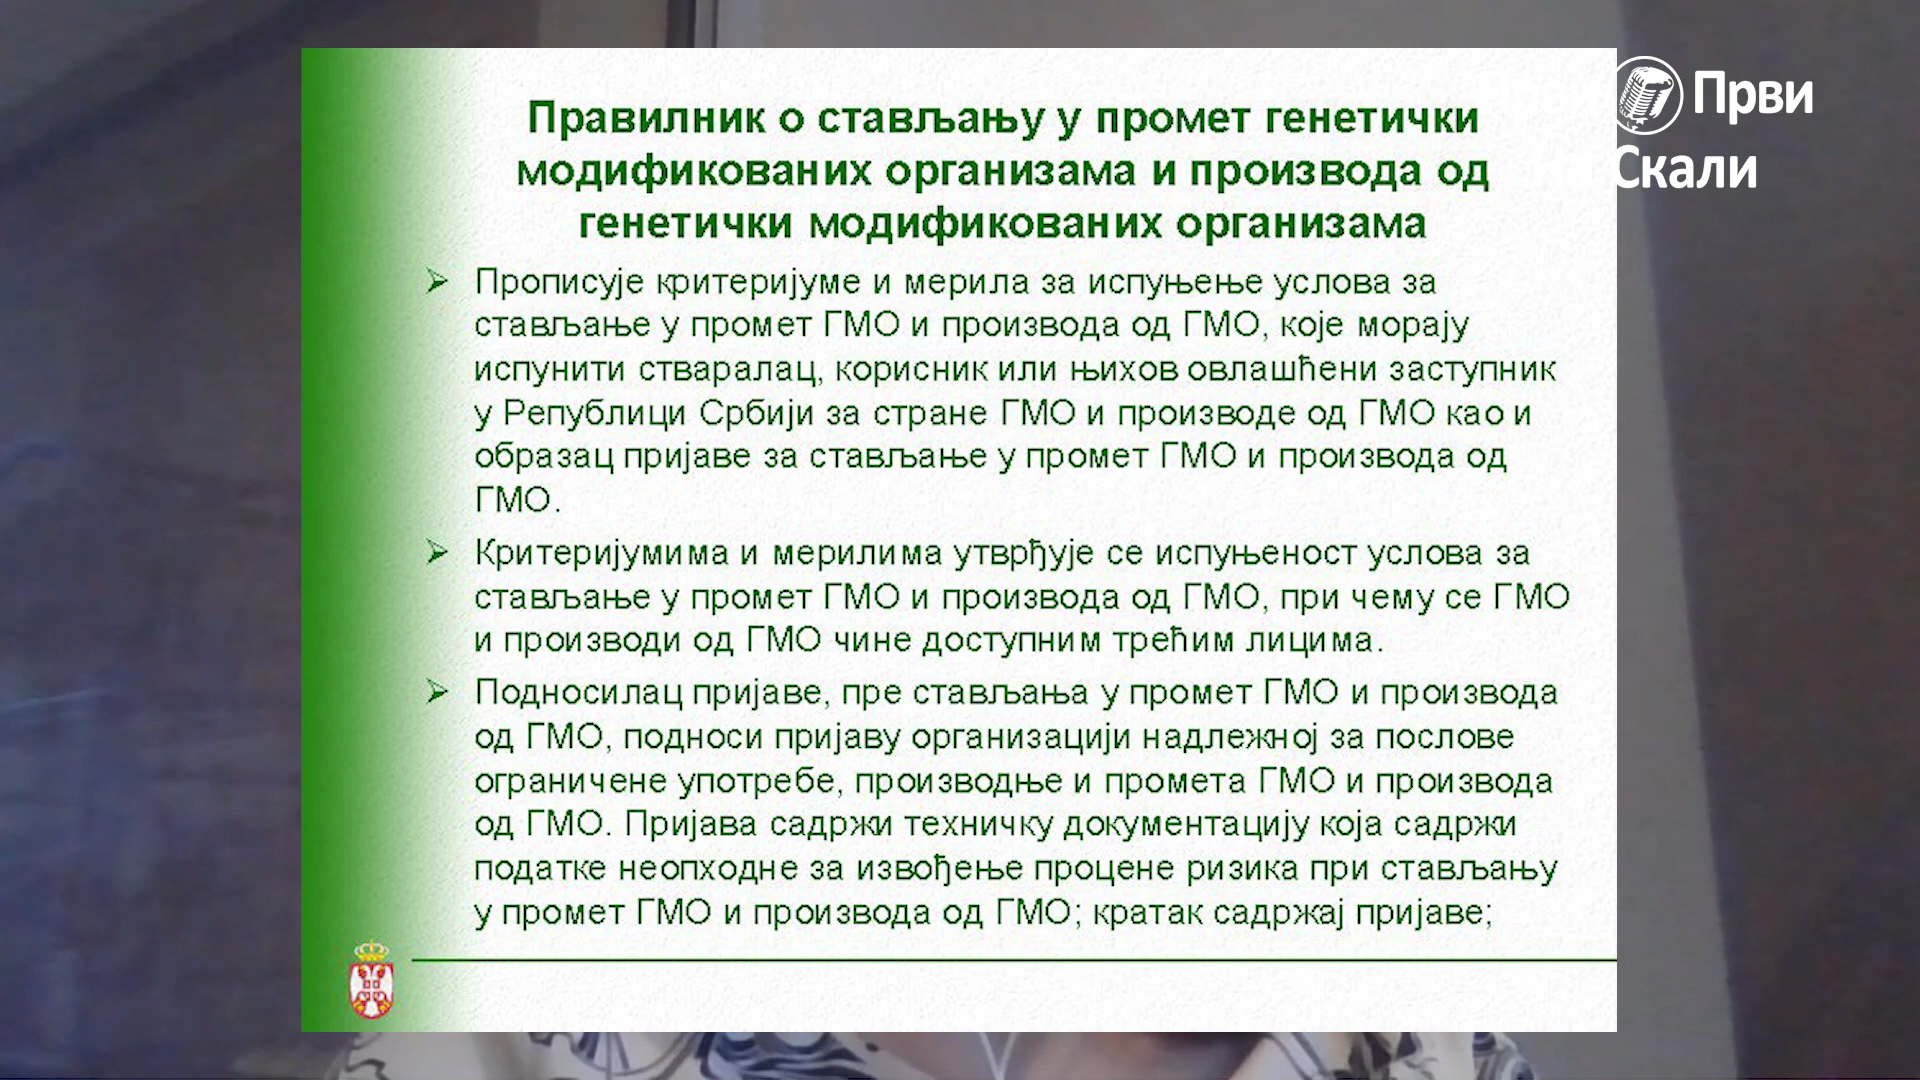 Правилник о стављању у промет генетички
модификованих организама и производа од
генетички модификованих организама
Прописује критеријуме и мерила за испуњење услова за
стављање у промет ГМО и производа од ГМО, које морају
испунити стваралац, корисник или њихов овлашћени заступник
у Републици Србији за стране ГМО и производе од ГМО као и
образац пријаве за стављање у промет ГМО и производа од
ГМО.
Критеријумима и мерилима утврђује се испуњеност услова за
стављање у промет ГМО и производа од ГМО, при чему се ГМО
и производи од ГМО чине доступним трећим лицима.
Подносилац пријаве, пре стављања у промет ГМО и производа
од ГМО, подноси пријаву организацији надлежној за послове
ограничене употребе, производње и промета ГМО и производа
од ГМО. Пријава садржи техничку документацију која садржи
податке неопходне за извођење процене ризика при стављању
у промет ГМО и производа од ГМО; кратак садржај пријаве;
Први
Скали